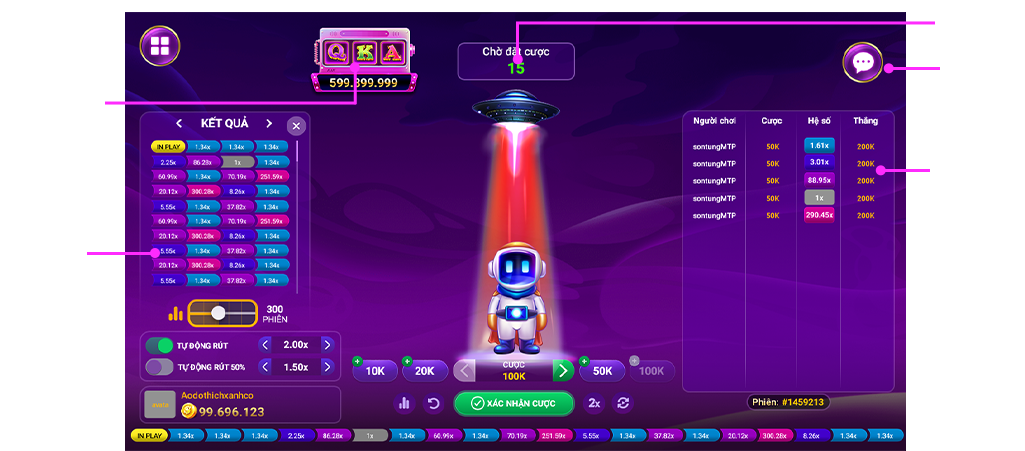 Q K A
599.399.999
Chờ đặt cược
15
KẾT QUẢ
IN PLAY 1.34x 1.34x 1.34x
2.25x 86.28x 1x 1.34x
60.99x 1.34x 70.19x 251.59x
20.12x 300.28x 8.26x 1.34x
5.55x 1.34x 37.82x 1.34x
60.99x 1.34x 70.19x 251.59x
20.12x 300.28x 8.26x 1.34x
5.55x 1.34x 37.82x 1.34x
20.12x 300.28x 8.26x 1.34x
5.55x 1.34x 37.82x 1.34x
300
PHIÊN
TỰ ĐỘNG RÚT 2.00x
TỰ ĐỘNG RÚT 50% 1.50x
Aodothichxanhco
99.696.123
Người chơi Cược Hệ số Thắng
sontungMTP 50K 1.61x 200K
sontungMTP 50K 3.01x 200K
sontungMTP 50K 88.95x 200K
sontungMTP 50K 1x 200K
sontungMTP 50K 290.45x 200K
10K 20K
CƯỢC
100K
50K 100K
XÁC NHẬN CƯỢC
2x
Phiên: #1459213
IN PLAY 1.34x 1.34x 1.34x 2.25x 86.28x 1x 1.34x 60.99x 1.34x 70.19x 251.59x 5.55x 1.34x 37.82x 1.34x 20.12x 300.28x 8.26x 1.34x 1.34x